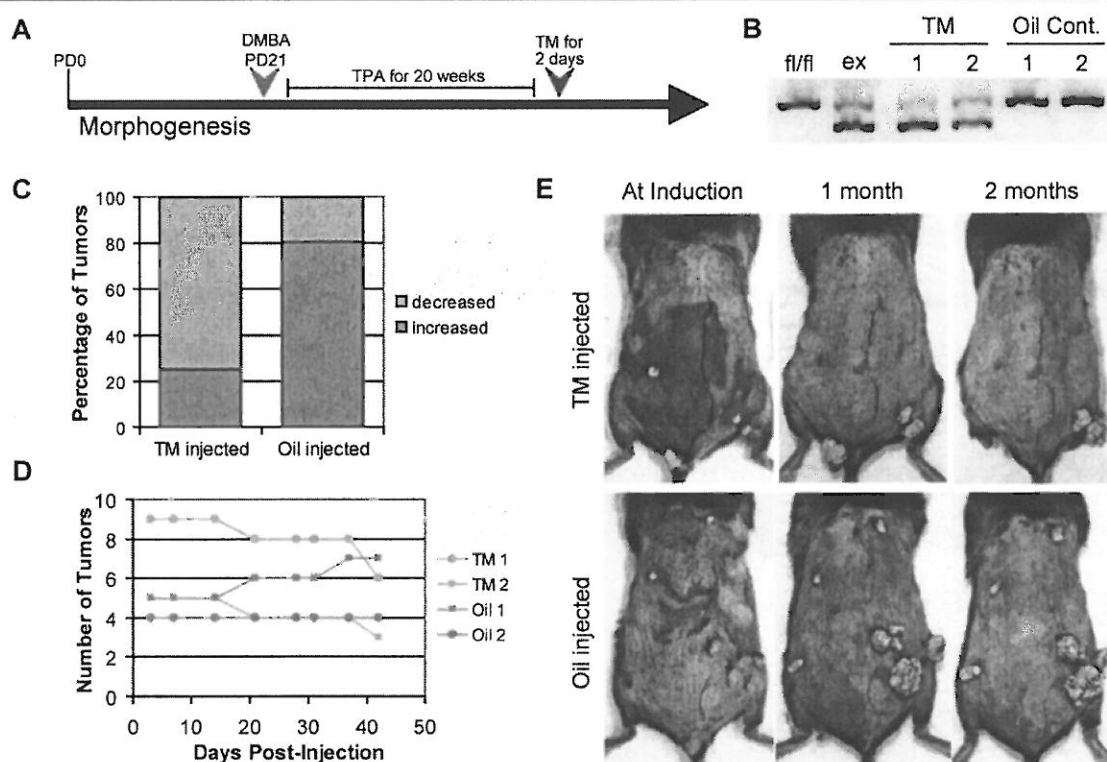 A
PD0
DMBA
PD21
TPA for 20 weeks
TM for
2 days
Morphogenesis
B
TM
Oil Cont.
fl/fl
ex
1
2
1
2
C
Percentage of Tumors
100
80
60
40
20
0
TM injected
Oil injected
decreased
increased
D
Number of Tumors
10
8
6
4
2
0
0
10
20
30
40
50
Days Post-Injection
TM 1
TM 2
Oil 1
Oil 2
E
At Induction
1 month
2 months
TM injected
Oil injected